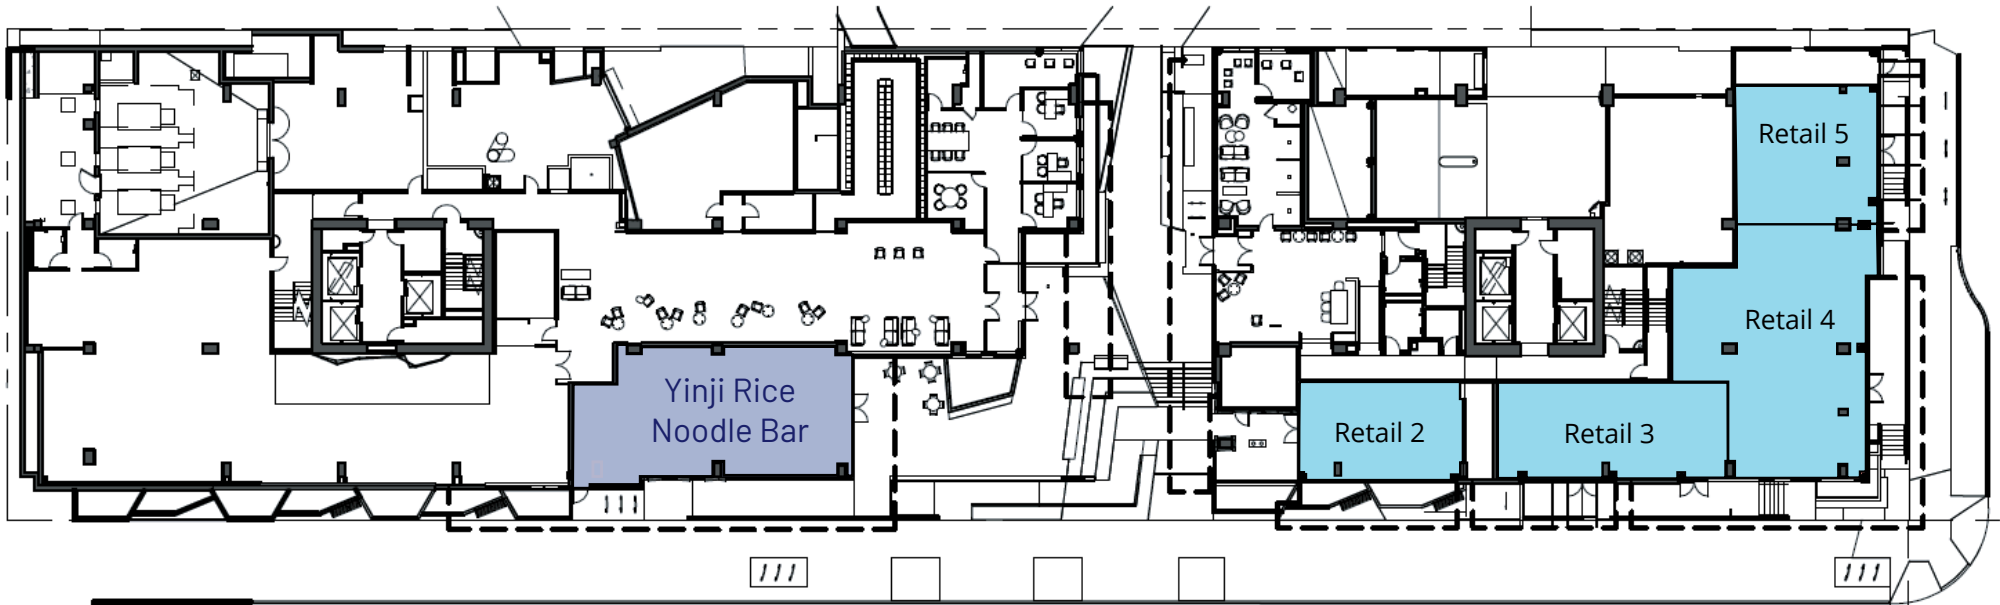 Retail 5
Retail 4
Yinji Rice
Noodle Bar
Retail 2
Retail 3